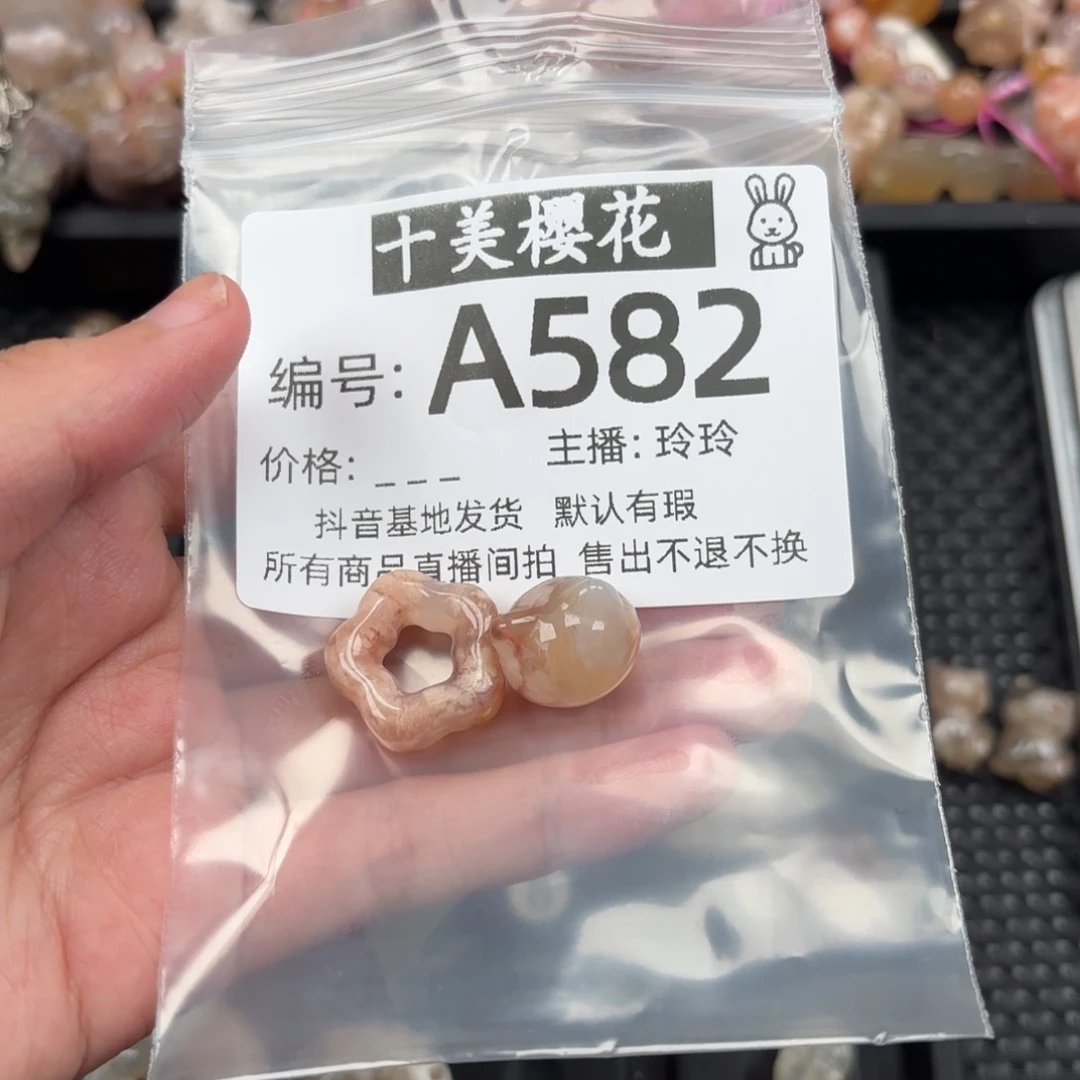 十美樱花
编号: A582
价格: _ _ _ 主播: 玲玲
抖音基地发货 默认有瑕
所有商品直播间拍 售出不退不换